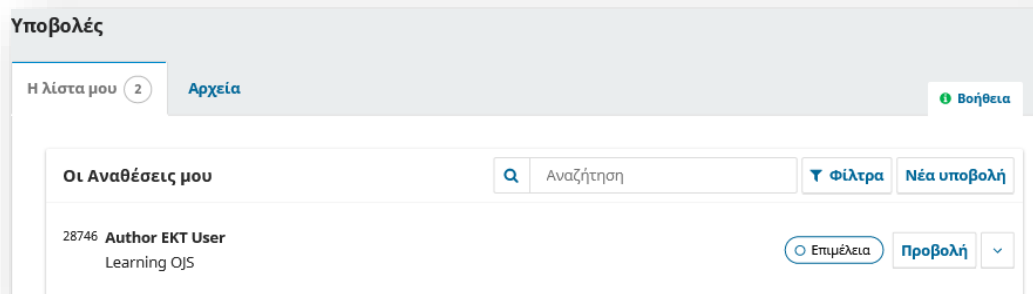 Υποβολές
Η λίστα μου 2 Αρχεία
Βοήθεια
Οι Αναθέσεις μου Αναζήτηση Φίλτρα Νέα υποβολή
28746 Author EKT User
Επιμέλεια Προβολή
Learning OJS